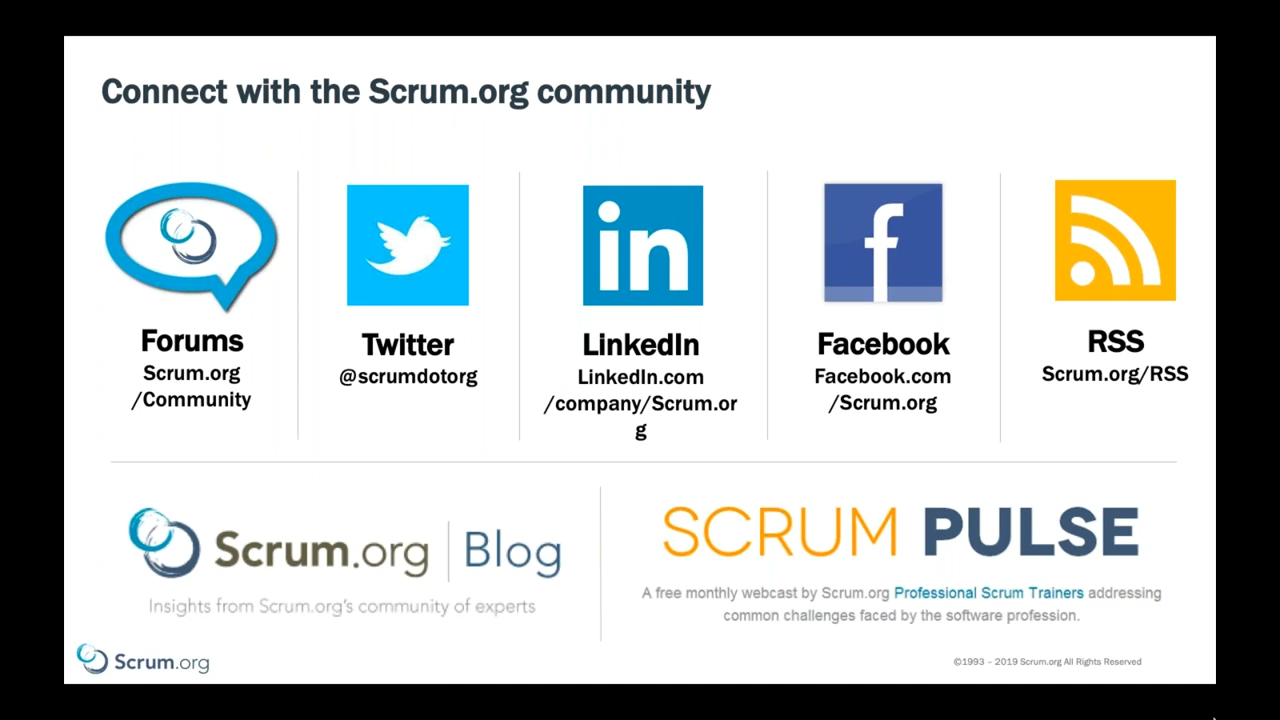 Connect with the Scrum.org community
Forums
Scrum.org
/Community
Twitter
@scrumdotorg
in
LinkedIn
LinkedIn.com
/company/Scrum.or
g
f
Facebook
Facebook.com
/Scrum.org
RSS
Scrum.org/RSS
Scrum.org | Blog
Insights from Scrum.org's community of experts
SCRUM PULSE
A free monthly webcast by Scrum.org Professional Scrum Trainers addressing
common challenges faced by the software profession.
Scrum.org
©1993 – 2019 Scrum.org All Rights Reserved